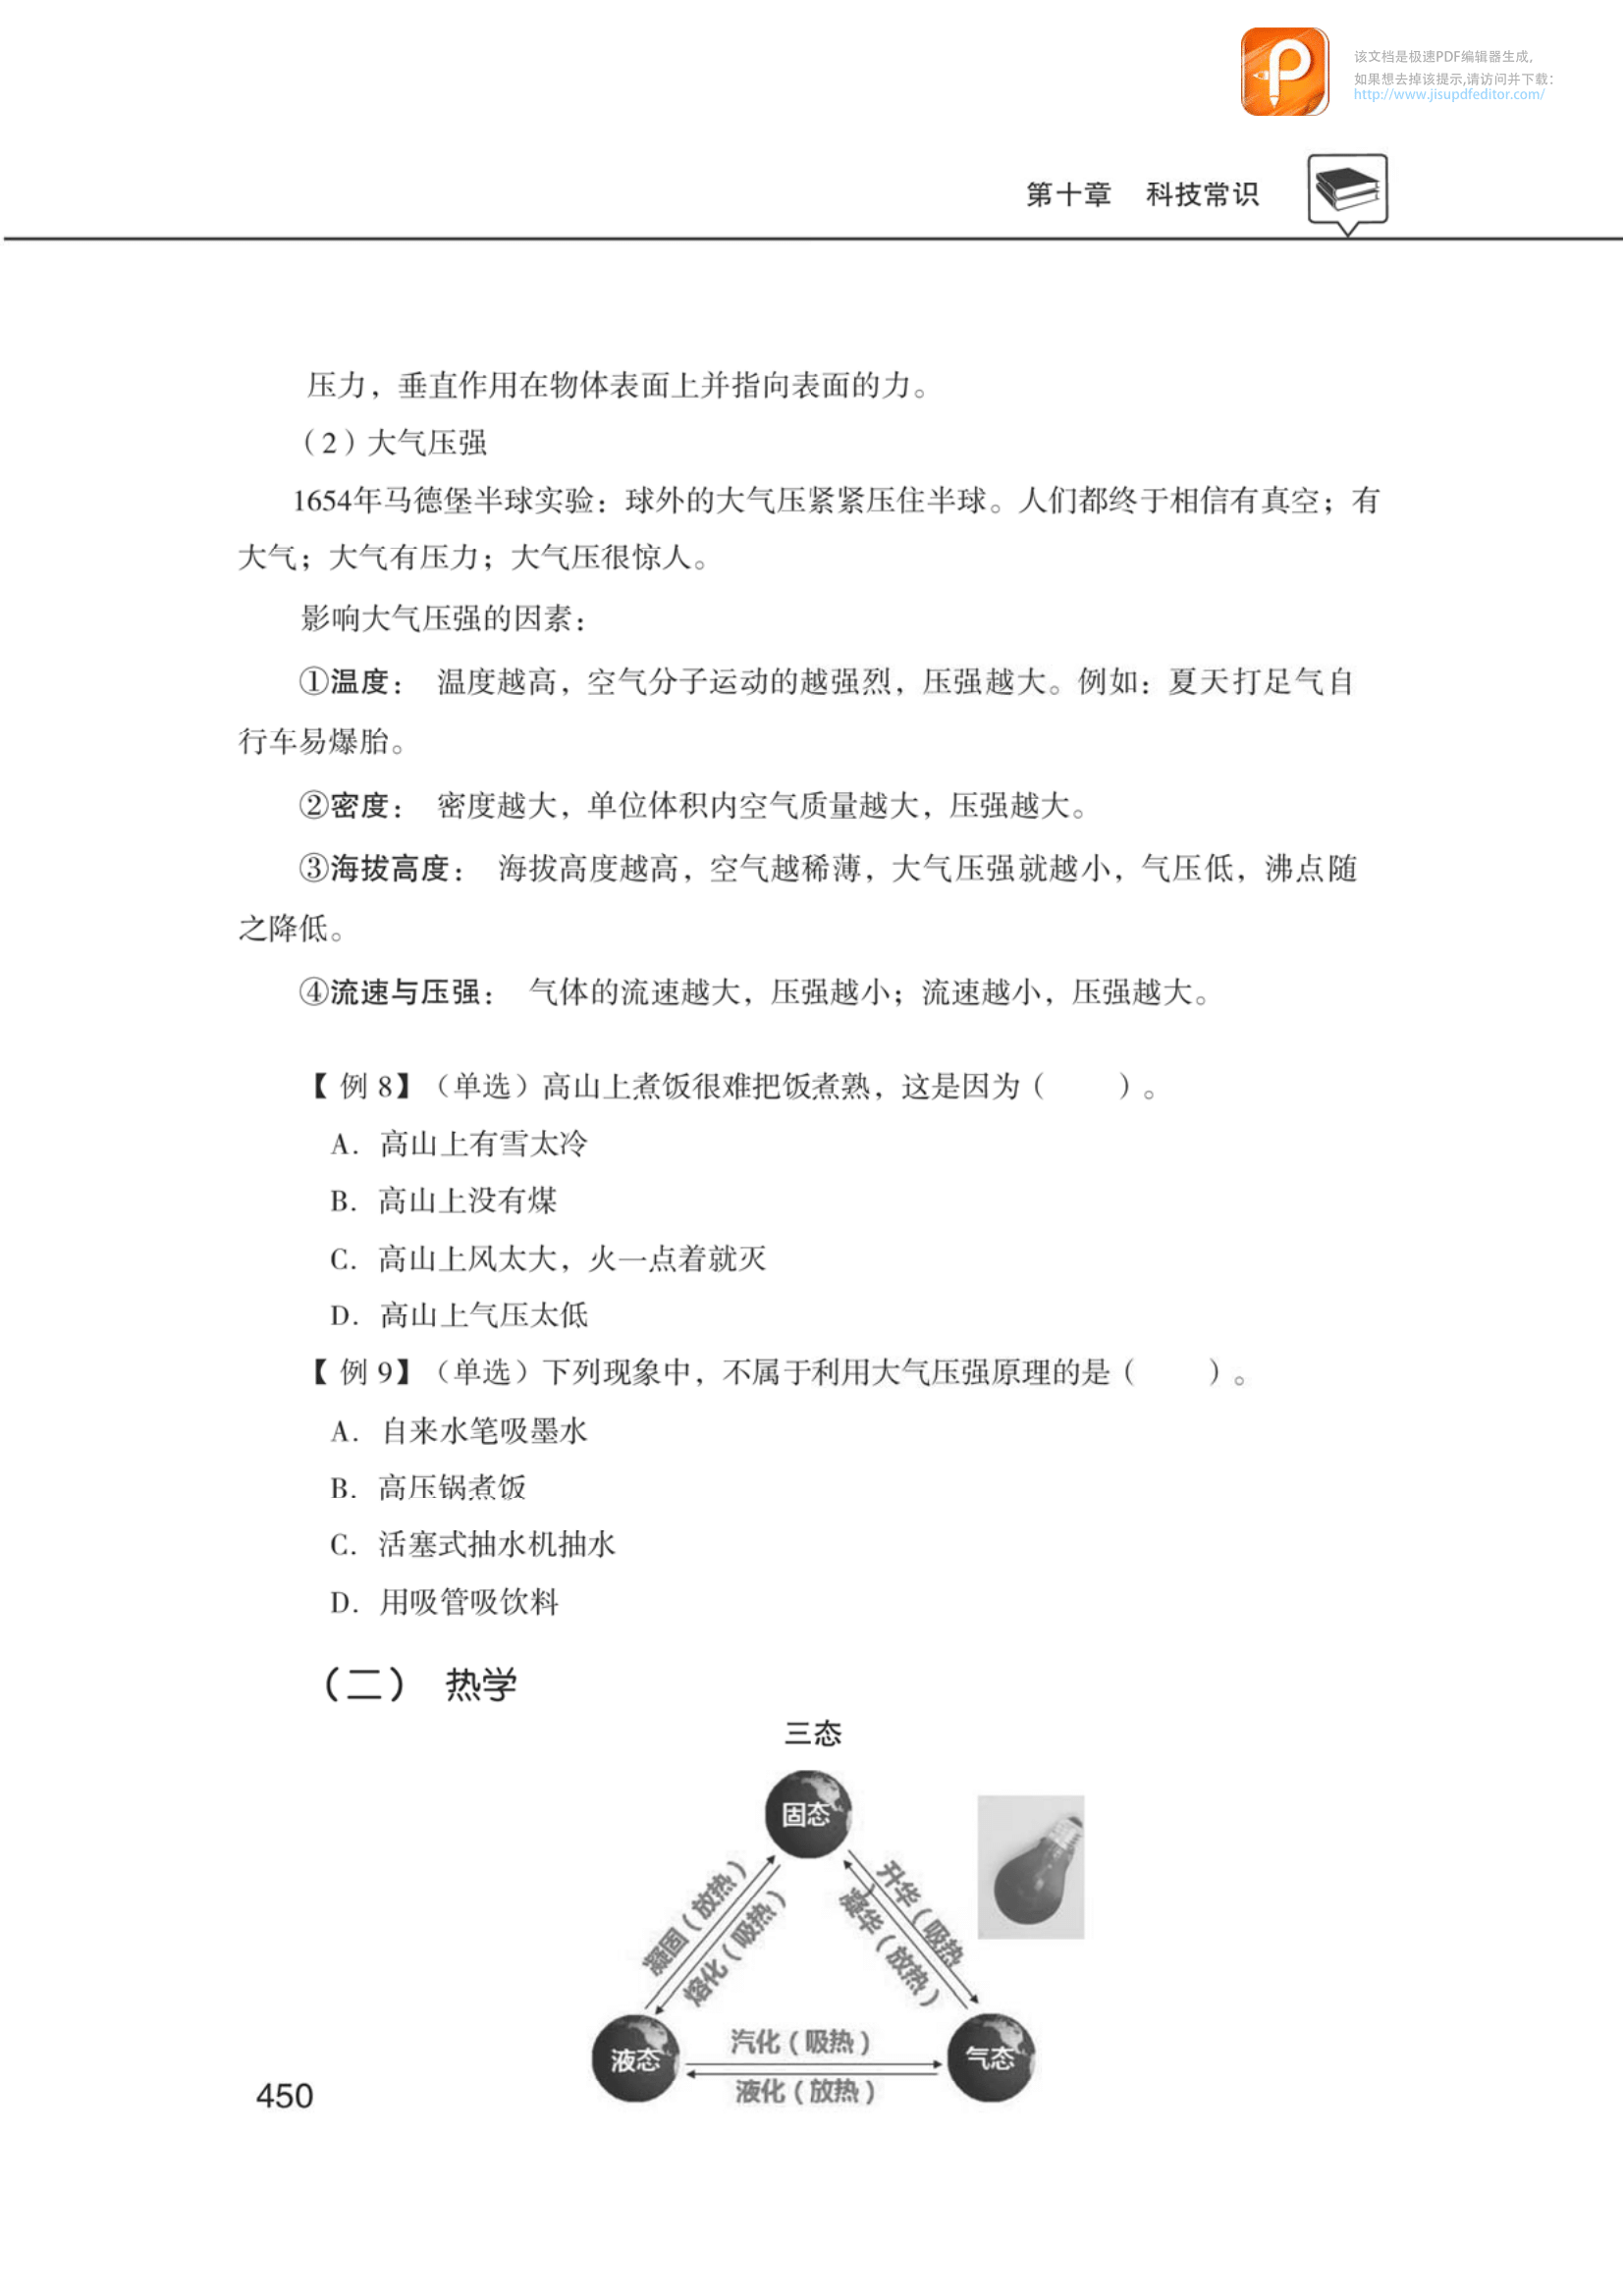 该文档是极速PDF编辑器生成,
如果想去掉该提示,请访问并下载:
http://www.jisupdfeditor.com/
第十章 科技常识
压力，垂直作用在物体表面上并指向表面的力。
（2）大气压强
1654年马德堡半球实验：球外的大气压紧紧压住半球。人们都终于相信有真空；有
大气；大气有压力；大气压很惊人。
影响大气压强的因素：
①温度： 温度越高，空气分子运动的越强烈，压强越大。例如：夏天打足气自
行车易爆胎。
②密度： 密度越大，单位体积内空气质量越大，压强越大。
③海拔高度： 海拔高度越高，空气越稀薄，大气压强就越小，气压低，沸点随
之降低。
④流速与压强： 气体的流速越大，压强越小；流速越小，压强越大。
【 例 8】（单选）高山上煮饭很难把饭煮熟，这是因为（ ）。
A. 高山上有雪太冷
B. 高山上没有煤
C. 高山上风太大，火一点着就灭
D. 高山上气压太低
【 例 9】（单选）下列现象中，不属于利用大气压强原理的是（ ）。
A. 自来水笔吸墨水
B. 高压锅煮饭
C. 活塞式抽水机抽水
D. 用吸管吸饮料
（二） 热学
三态
固态
凝固（放热）
熔化（吸热）
升华（吸热）
凝华（放热）
液态
汽化（吸热）
液化（放热）
气态
450